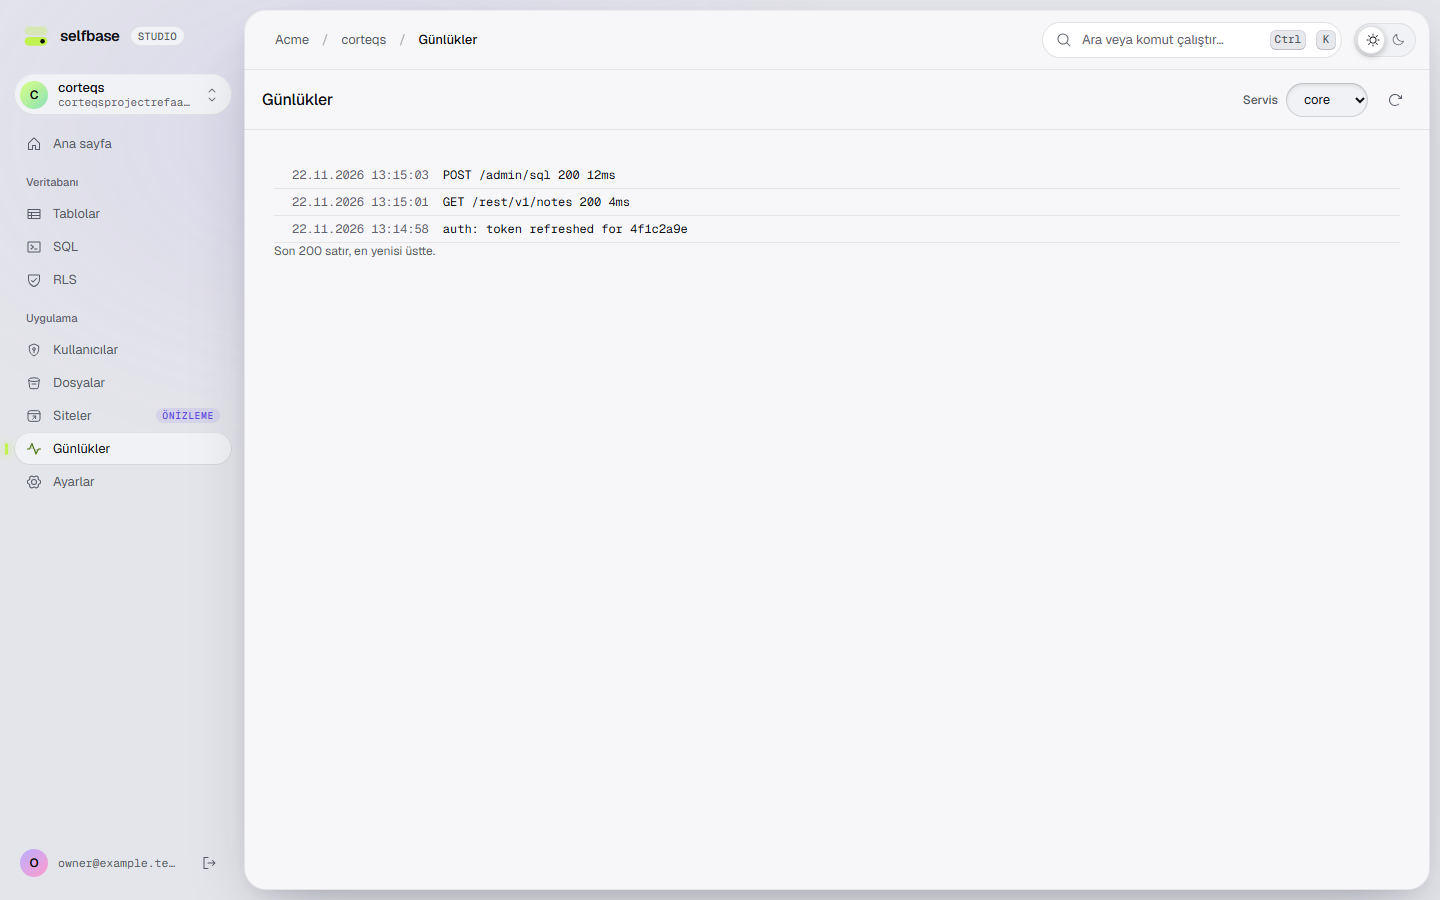 selfbase STUDIO
corteqs
corteqsprojectrefaa…
Ana sayfa
Veritabanı
Tablolar
SQL
RLS
Uygulama
Kullanıcılar
Dosyalar
Siteler ÖNİZLEME
Günlükler
Ayarlar
O owner@example.te…
Acme / corteqs / Günlükler
Ara veya komut çalıştır… Ctrl K
Günlükler
Servis core
22.11.2026 13:15:03 POST /admin/sql 200 12ms
22.11.2026 13:15:01 GET /rest/v1/notes 200 4ms
22.11.2026 13:14:58 auth: token refreshed for 4f1c2a9e
Son 200 satır, en yenisi üstte.
C